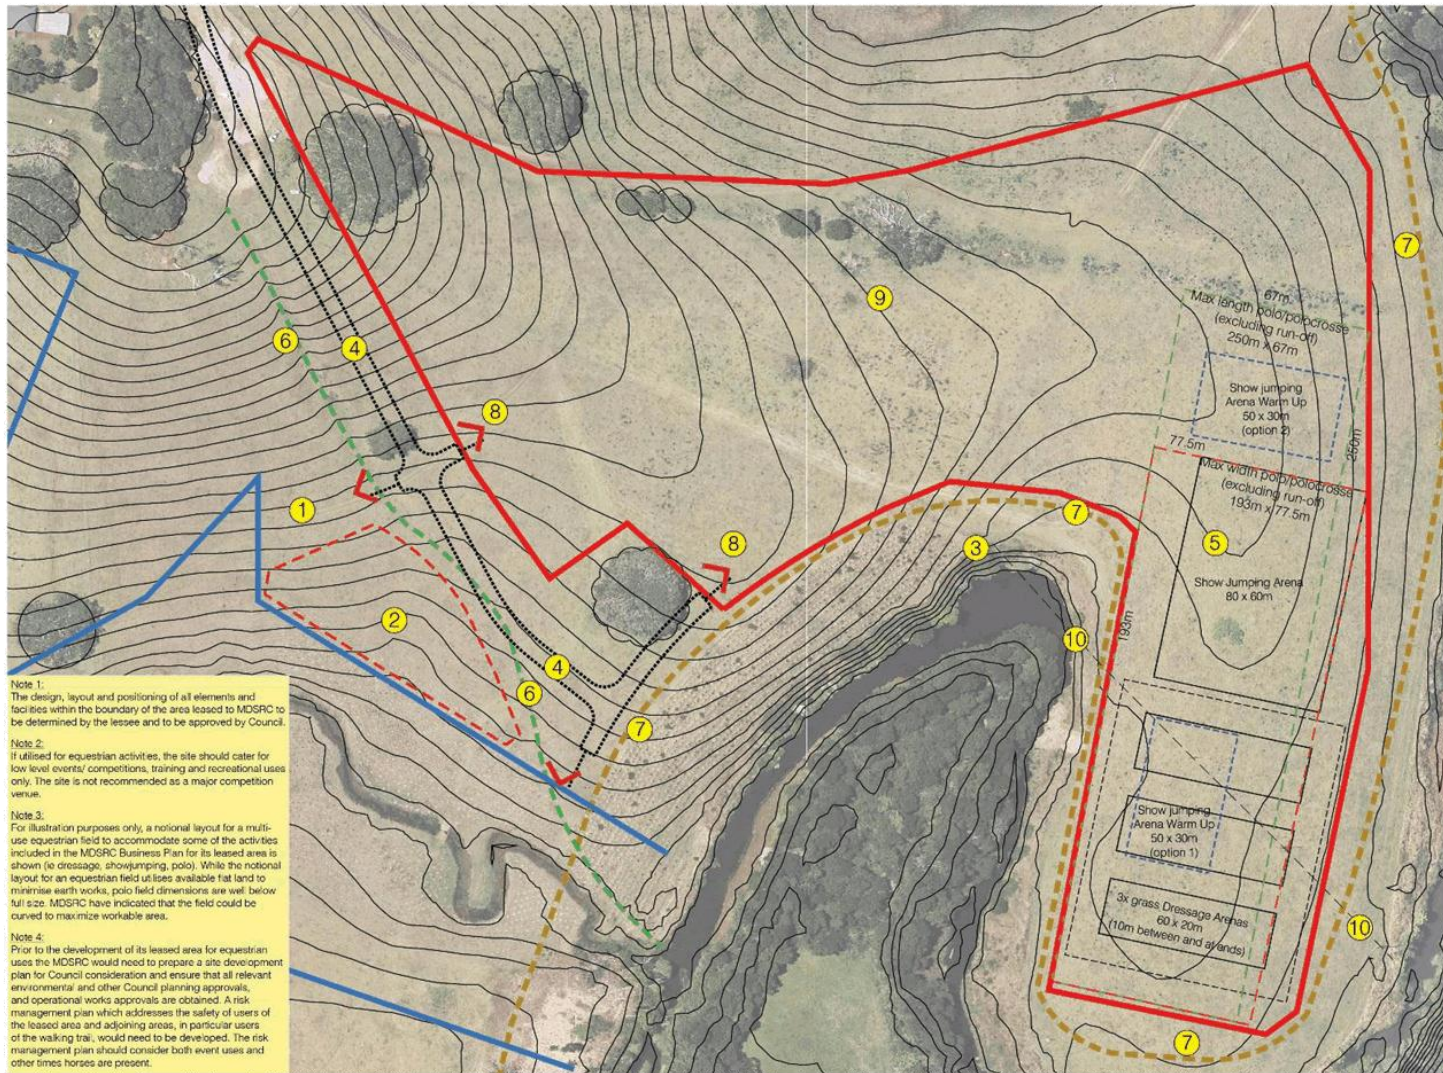 67m
Max length polo/polocrosse
(excluding run-off)
250m x 67m
7
9
6
4
Show jumping
Arena Warm Up
50 x 30m
(option 2)
250m
8
77.5m
Max width polo/polocrosse
(excluding run-off)
193m x 77.5m
1
7
5
3
8
Show Jumping Arena
80 x 60m
2
193m
10
4
6
7
Note 1:
The design, layout and positioning of all elements and
facilities within the boundary of the area leased to MDSRC to
be determined by the lessee and to be approved by Council.
Note 2:
If utilised for equestrian activities, the site should cater for
low level events/ competitions, training and recreational uses
only. The site is not recommended as a major competition
venue.
Note 3:
For illustration purposes only, a notional layout for a multi-
use equestrian field to accommodate some of the activities
included in the MDSRC Business Plan for its leased area is
shown (ie dressage, showjumping, polo). While the notional
layout for an equestrian field utilises available flat land to
minimise earth works, polo field dimensions are well below
full size. MDSRC have indicated that the field could be
curved to maximize workable area.
Note 4:
Prior to the development of its leased area for equestrian
uses the MDSRC would need to prepare a site development
plan for Council consideration and ensure that all relevant
environmental and other Council planning approvals,
and operational works approvals are obtained. A risk
management plan which addresses the safety of users of
the leased area and adjoining areas, in particular users
of the walking trail, would need to be developed. The risk
management plan should consider both event uses and
other times horses are present.
Show jumping
Arena Warm Up
50 x 30m
(option 1)
3x grass Dressage Arenas
60 x 20m
(10m between and at ends)
10
7